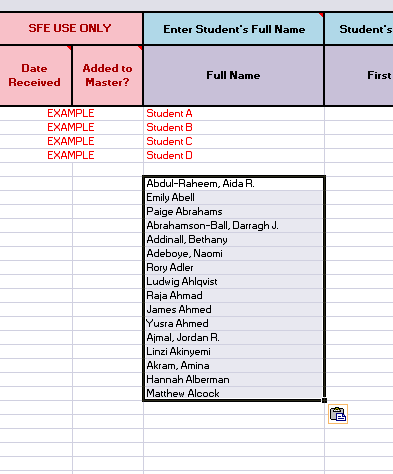 SFE USE ONLY Enter Student's Full Name Student's
Date Received Added to Master? Full Name First
EXAMPLE Student A
EXAMPLE Student B
EXAMPLE Student C
EXAMPLE Student D
Abdul-Raheem, Aida R.
Emily Abell
Paige Abrahams
Abrahamson-Ball, Darragh J.
Addinall, Bethany
Adeboye, Naomi
Rory Adler
Ludwig Ahlqvist
Raja Ahmad
James Ahmed
Yusra Ahmed
Ajmal, Jordan R.
Linzi Akinyemi
Akram, Amina
Hannah Alberman
Matthew Alcock